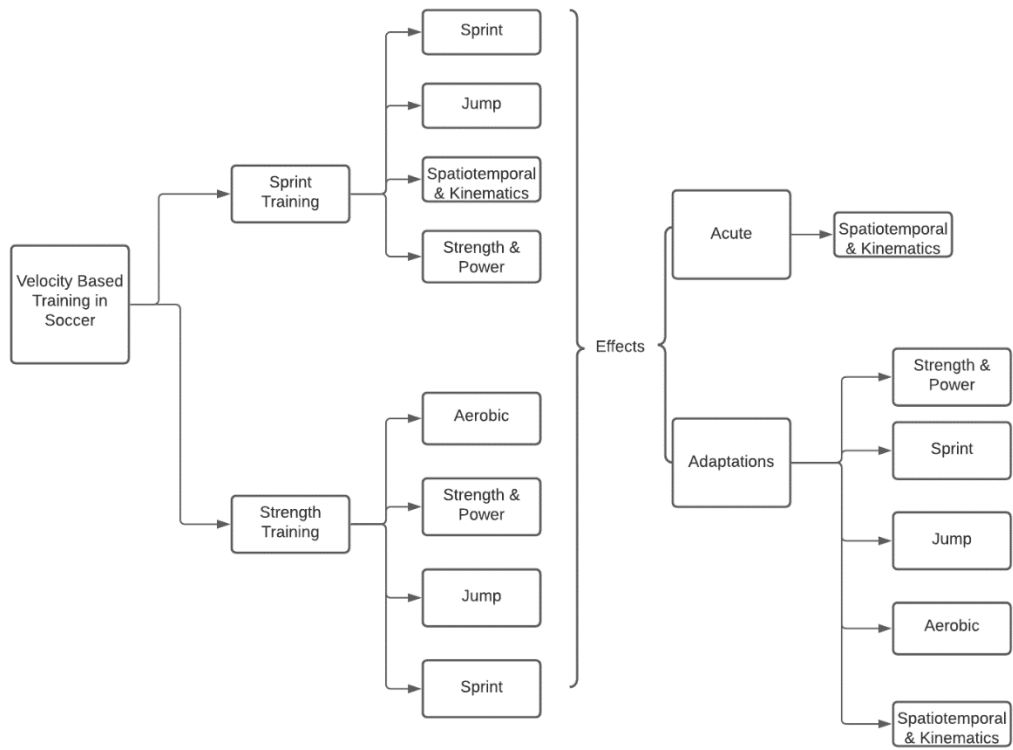 Velocity Based
Training in
Soccer
Sprint
Training
Strength
Training
Sprint
Jump
Spatiotemporal
& Kinematics
Strength &
Power
Aerobic
Strength &
Power
Jump
Sprint
Effects
Acute
Adaptations
Spatiotemporal
& Kinematics
Strength &
Power
Sprint
Jump
Aerobic
Spatiotemporal
& Kinematics